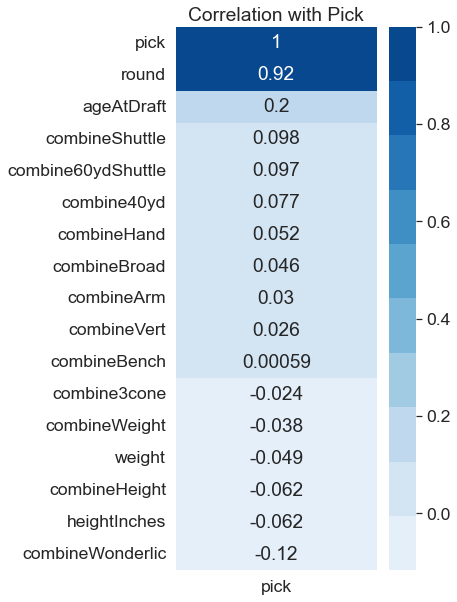 Correlation with Pick
pick 1
round 0.92
ageAtDraft 0.2
combineShuttle 0.098
combine60ydShuttle 0.097
combine40yd 0.077
combineHand 0.052
combineBroad 0.046
combineArm 0.03
combineVert 0.026
combineBench 0.00059
combine3cone -0.024
combineWeight -0.038
weight -0.049
combineHeight -0.062
heightInches -0.062
combineWonderlic -0.12
pick
1.0
0.8
0.6
0.4
0.2
0.0